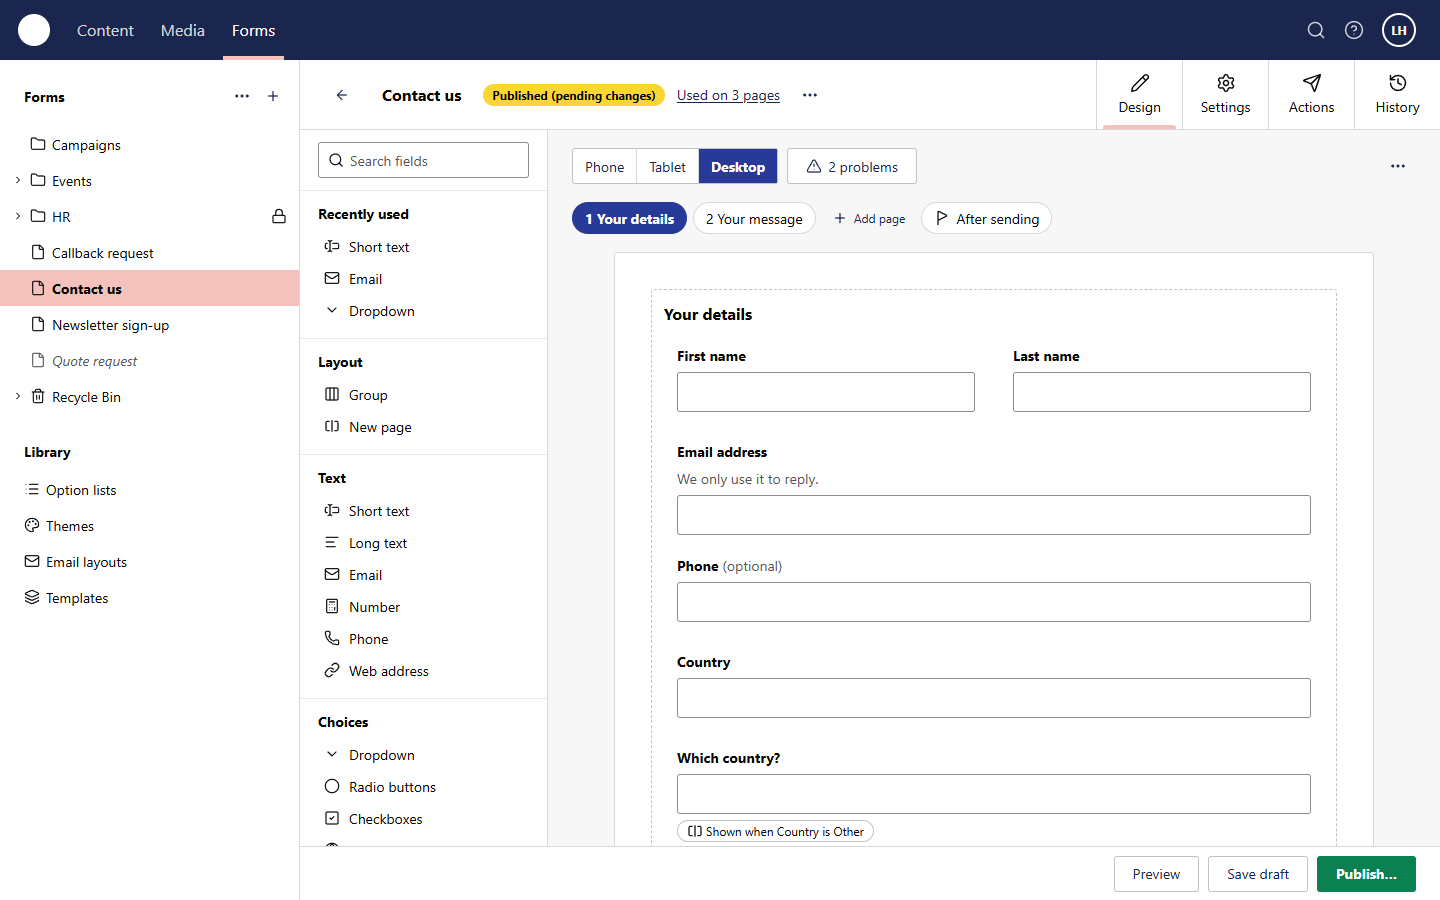 Content
Media
Forms
LH
Forms
Campaigns
Events
HR
Callback request
Contact us
Newsletter sign-up
Quote request
Recycle Bin
Library
Option lists
Themes
Email layouts
Templates
Contact us
Published (pending changes)
Used on 3 pages
Design
Settings
Actions
History
Search fields
Recently used
Short text
Email
Dropdown
Layout
Group
New page
Text
Short text
Long text
Email
Number
Phone
Web address
Choices
Dropdown
Radio buttons
Checkboxes
Phone
Tablet
Desktop
2 problems
1 Your details
2 Your message
Add page
After sending
Your details
First name
Last name
Email address
We only use it to reply.
Phone (optional)
Country
Which country?
Shown when Country is Other
Preview
Save draft
Publish...